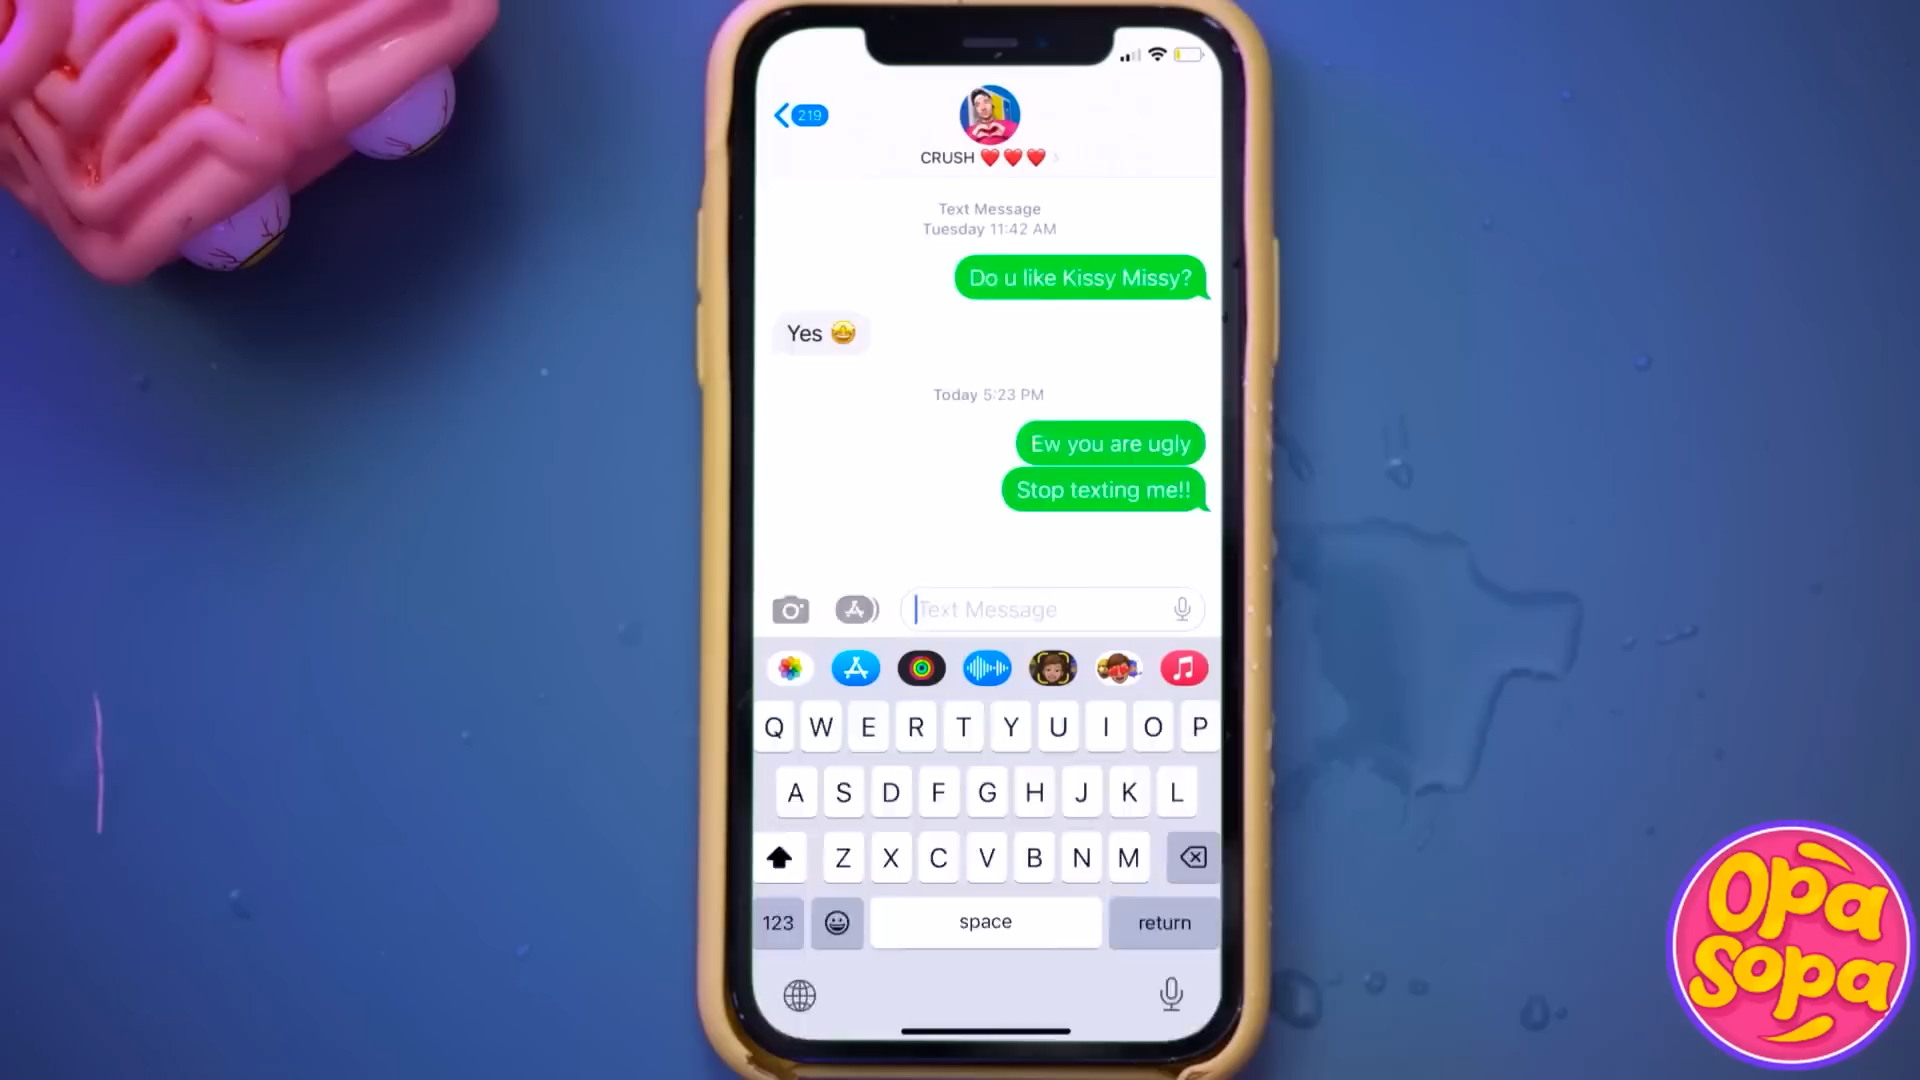 219
CRUSH ❤️❤️❤️
Text Message
Tuesday 11:42 AM
Do u like Kissy Missy?
Yes 🤩
Today 5:23 PM
Ew you are ugly
Stop texting me!!
Text Message
Q W E R T Y U I O P
A S D F G H J K L
Z X C V B N M
123 space return
Opa
Sopa